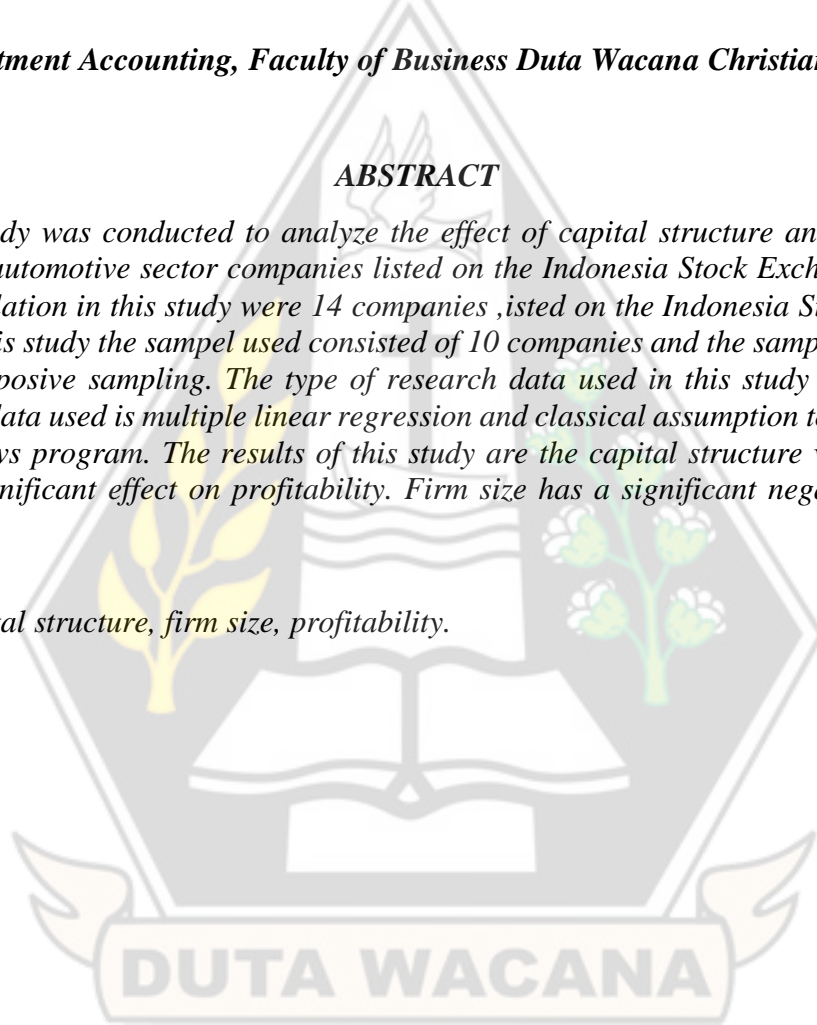 tment Accounting, Faculty of Business Duta Wacana Christian
ABSTRACT
dy was conducted to analyze the effect of capital structure an
automotive sector companies listed on the Indonesia Stock Exch
lation in this study were 14 companies ,isted on the Indonesia S
is study the sampel used consisted of 10 companies and the samp
posive sampling. The type of research data used in this study
data used is multiple linear regression and classical assumption t
ws program. The results of this study are the capital structure v
nificant effect on profitability. Firm size has a significant neg
al structure, firm size, profitability.
DUTA WACANA